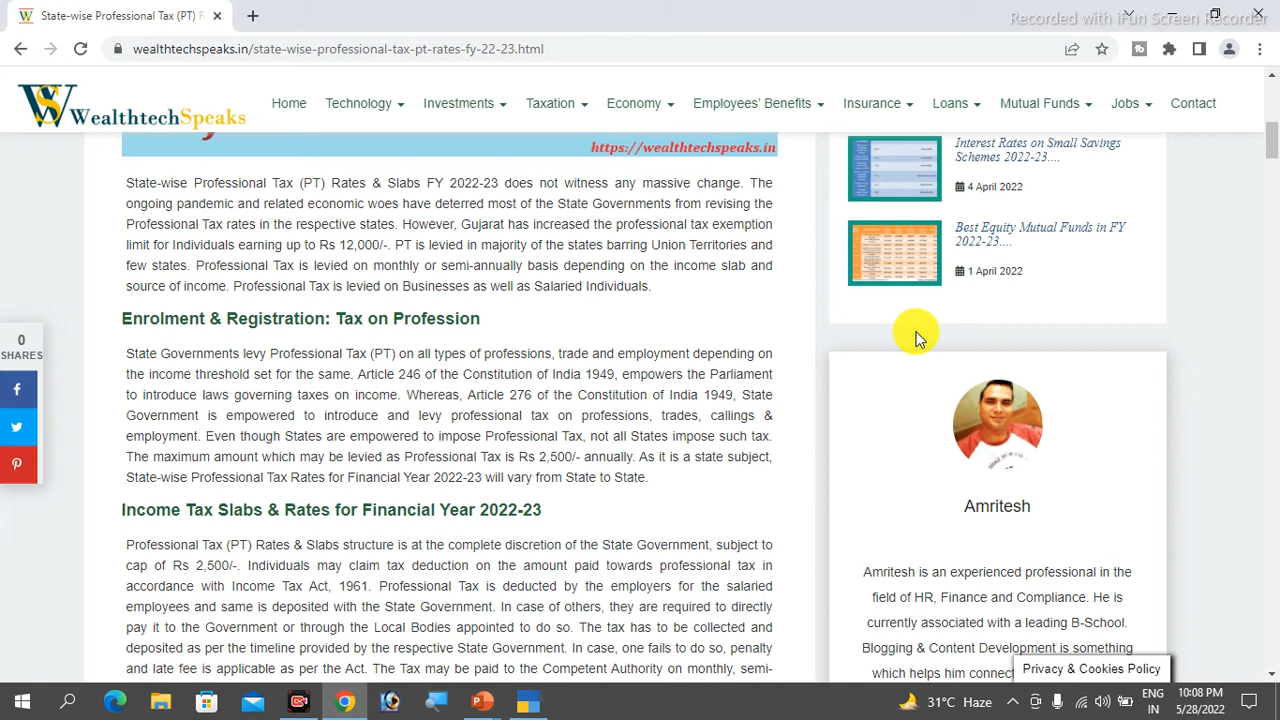 State-wise Professional Tax (PT) R
Recorded with iFun Screen Recorder
wealthtechspeaks.in/state-wise-professional-tax-pt-rates-fy-22-23.html
WealthtechSpeaks
Home Technology Investments Taxation Economy Employees' Benefits Insurance Loans Mutual Funds Jobs Contact
https://wealthtechspeaks.in
State-wise Professional Tax (PT) Rates & Slabs FY 2022-23 does not witness any massive change. The
ongoing pandemic and related economic woes have deterred most of the State Governments from revising the
Professional Tax rates in the respective states. However, Gujarat has increased the professional tax exemption
limit for Individuals earning up to Rs 12,000/-. PT is levied in majority of the states barring Union Territories and
few states. Professional Tax is levied on monthly or semi-annually basis depending on the income slab and
source of income. Professional Tax is levied on Businesses as well as Salaried Individuals.
Enrolment & Registration: Tax on Profession
State Governments levy Professional Tax (PT) on all types of professions, trade and employment depending on
the income threshold set for the same. Article 246 of the Constitution of India 1949, empowers the Parliament
to introduce laws governing taxes on income. Whereas, Article 276 of the Constitution of India 1949, State
Government is empowered to introduce and levy professional tax on professions, trades, callings &
employment. Even though States are empowered to impose Professional Tax, not all States impose such tax.
The maximum amount which may be levied as Professional Tax is Rs 2,500/- annually. As it is a state subject,
State-wise Professional Tax Rates for Financial Year 2022-23 will vary from State to State.
Income Tax Slabs & Rates for Financial Year 2022-23
Professional Tax (PT) Rates & Slabs structure is at the complete discretion of the State Government, subject to
cap of Rs 2,500/-. Individuals may claim tax deduction on the amount paid towards professional tax in
accordance with Income Tax Act, 1961. Professional Tax is deducted by the employers for the salaried
employees and same is deposited with the State Government. In case of others, they are required to directly
pay it to the Government or through the Local Bodies appointed to do so. The tax has to be collected and
deposited as per the timeline provided by the respective State Government. In case, one fails to do so, penalty
and late fee is applicable as per the Act. The Tax may be paid to the Competent Authority on monthly, semi-
0
SHARES
Interest Rates on Small Savings
Schemes 2022-23....
4 April 2022
Best Equity Mutual Funds in FY
2022-23....
1 April 2022
Amritesh
Amritesh is an experienced professional in the
field of HR, Finance and Compliance. He is
currently associated with a leading B-School.
Blogging & Content Development is something
which helps him connect
Privacy & Cookies Policy
31°C Haze
ENG
IN
10:08 PM
5/28/2022